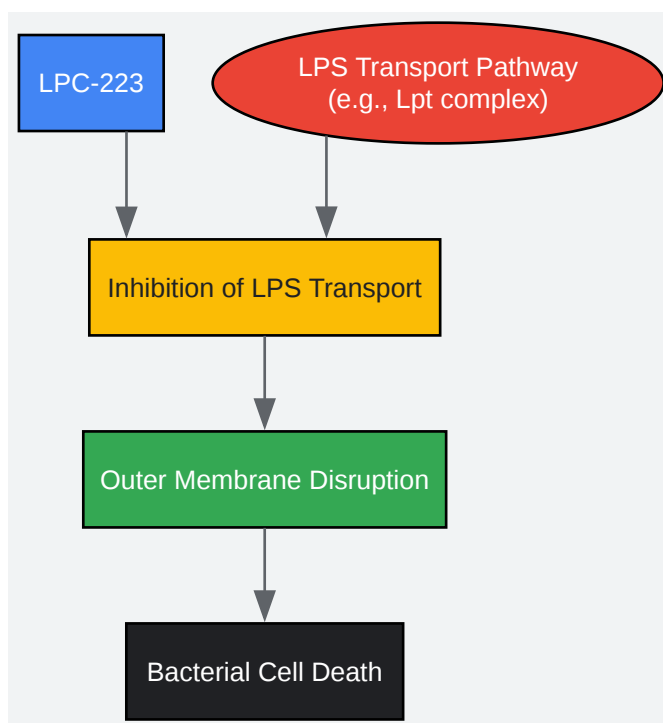 LPC-223
LPS Transport Pathway
(e.g., Lpt complex)
Inhibition of LPS Transport
Outer Membrane Disruption
Bacterial Cell Death